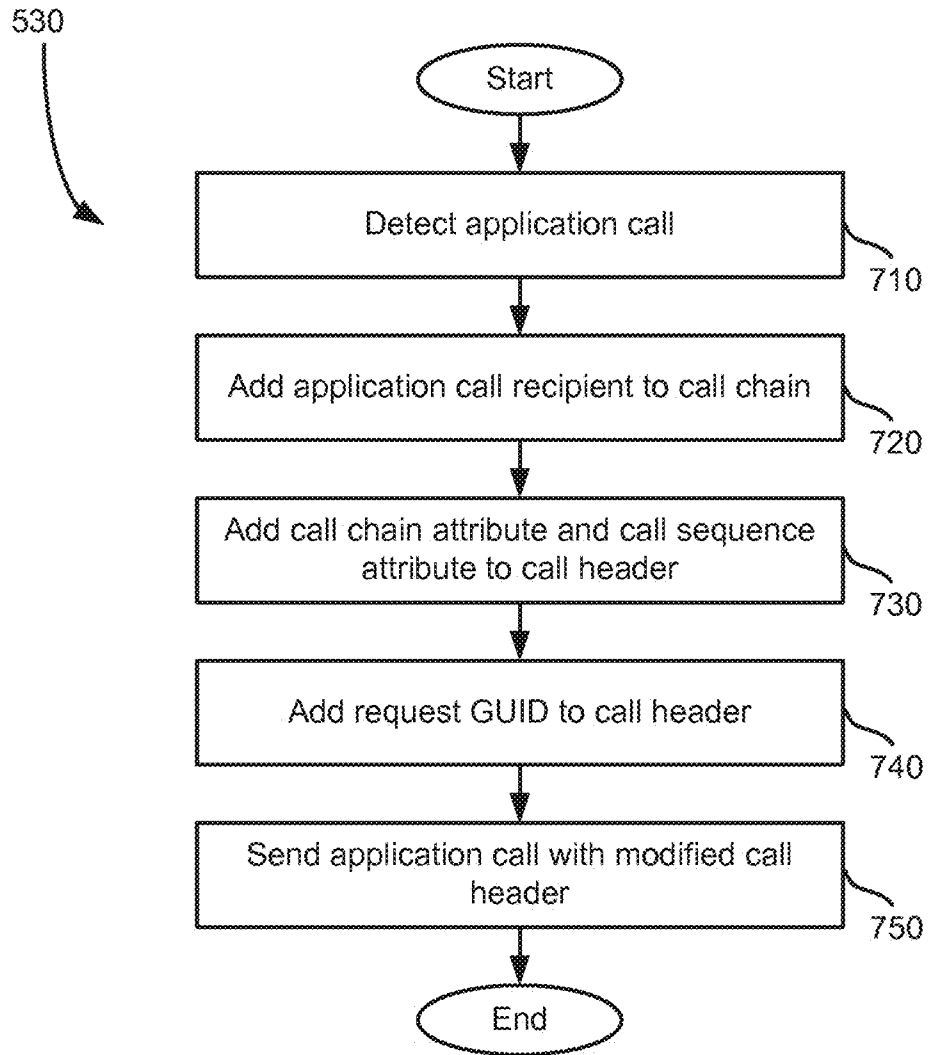 530
Start
Detect application call
710
Add application call recipient to call chain
720
Add call chain attribute and call sequence
attribute to call header
730
Add request GUID to call header
740
Send application call with modified call
header
750
End